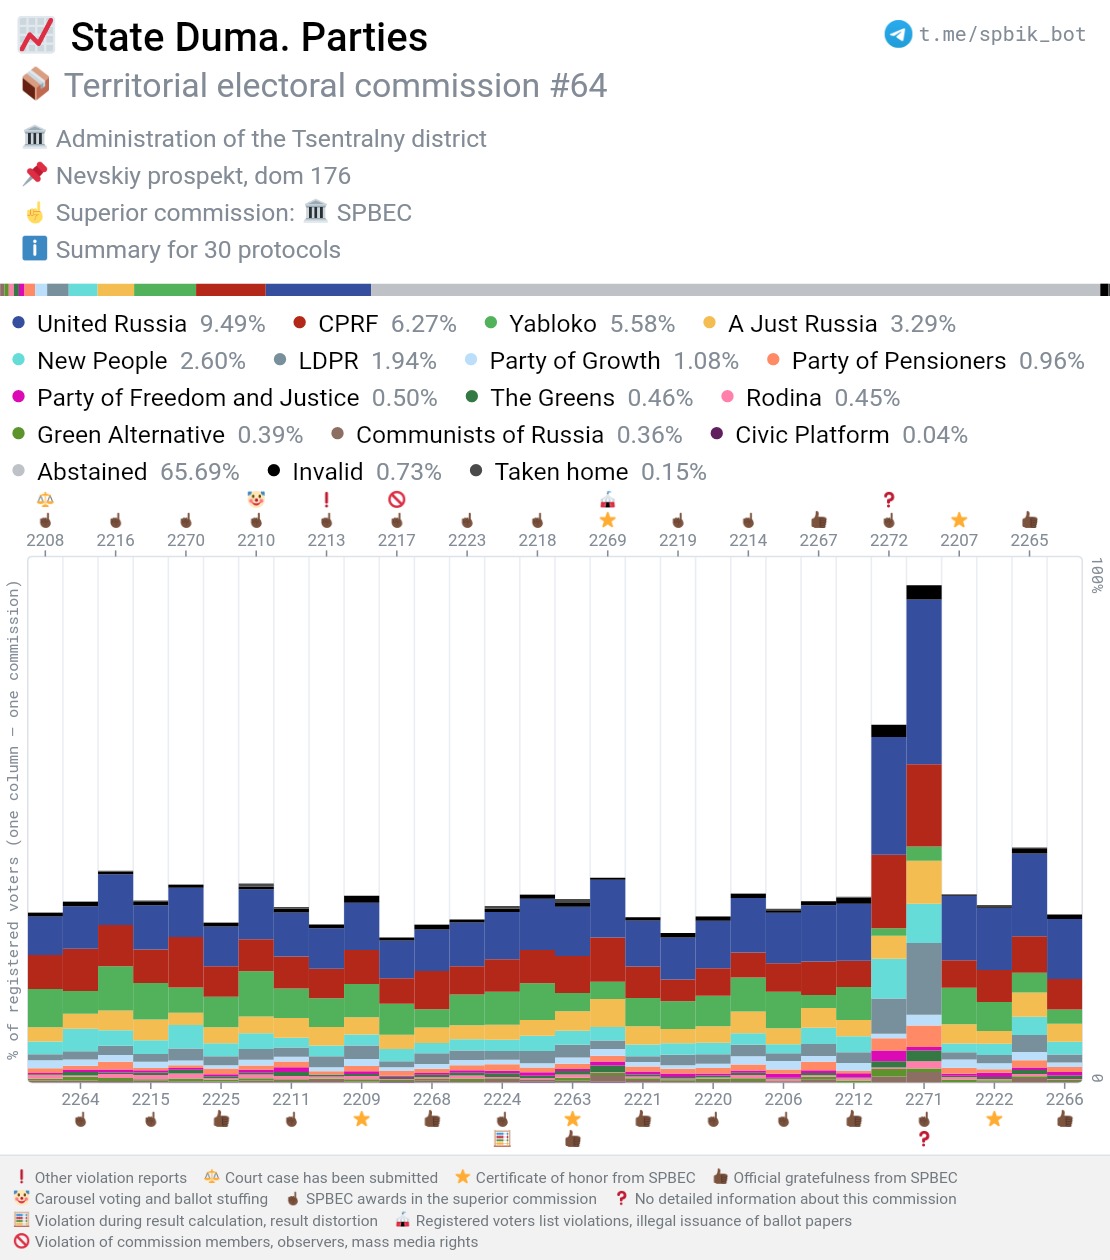 State Duma. Parties
t.me/spbik_bot
Territorial electoral commission #64
Administration of the Tsentralny district
Nevskiy prospekt, dom 176
Superior commission: SPBEC
Summary for 30 protocols
United Russia 9.49% CPRF 6.27% Yabloko 5.58% A Just Russia 3.29%
New People 2.60% LDPR 1.94% Party of Growth 1.08% Party of Pensioners 0.96%
Party of Freedom and Justice 0.50% The Greens 0.46% Rodina 0.45%
Green Alternative 0.39% Communists of Russia 0.36% Civic Platform 0.04%
Abstained 65.69% Invalid 0.73% Taken home 0.15%
2208 2216 2270 2210 2213 2217 2223 2218 2269 2219 2214 2267 2272 2207 2265
100%
% of registered voters (one column – one commission)
0
2264 2215 2225 2211 2209 2268 2224 2263 2221 2220 2206 2212 2271 2222 2266
Other violation reports Court case has been submitted Certificate of honor from SPBEC Official gratefulness from SPBEC
Carousel voting and ballot stuffing SPBEC awards in the superior commission No detailed information about this commission
Violation during result calculation, result distortion Registered voters list violations, illegal issuance of ballot papers
Violation of commission members, observers, mass media rights